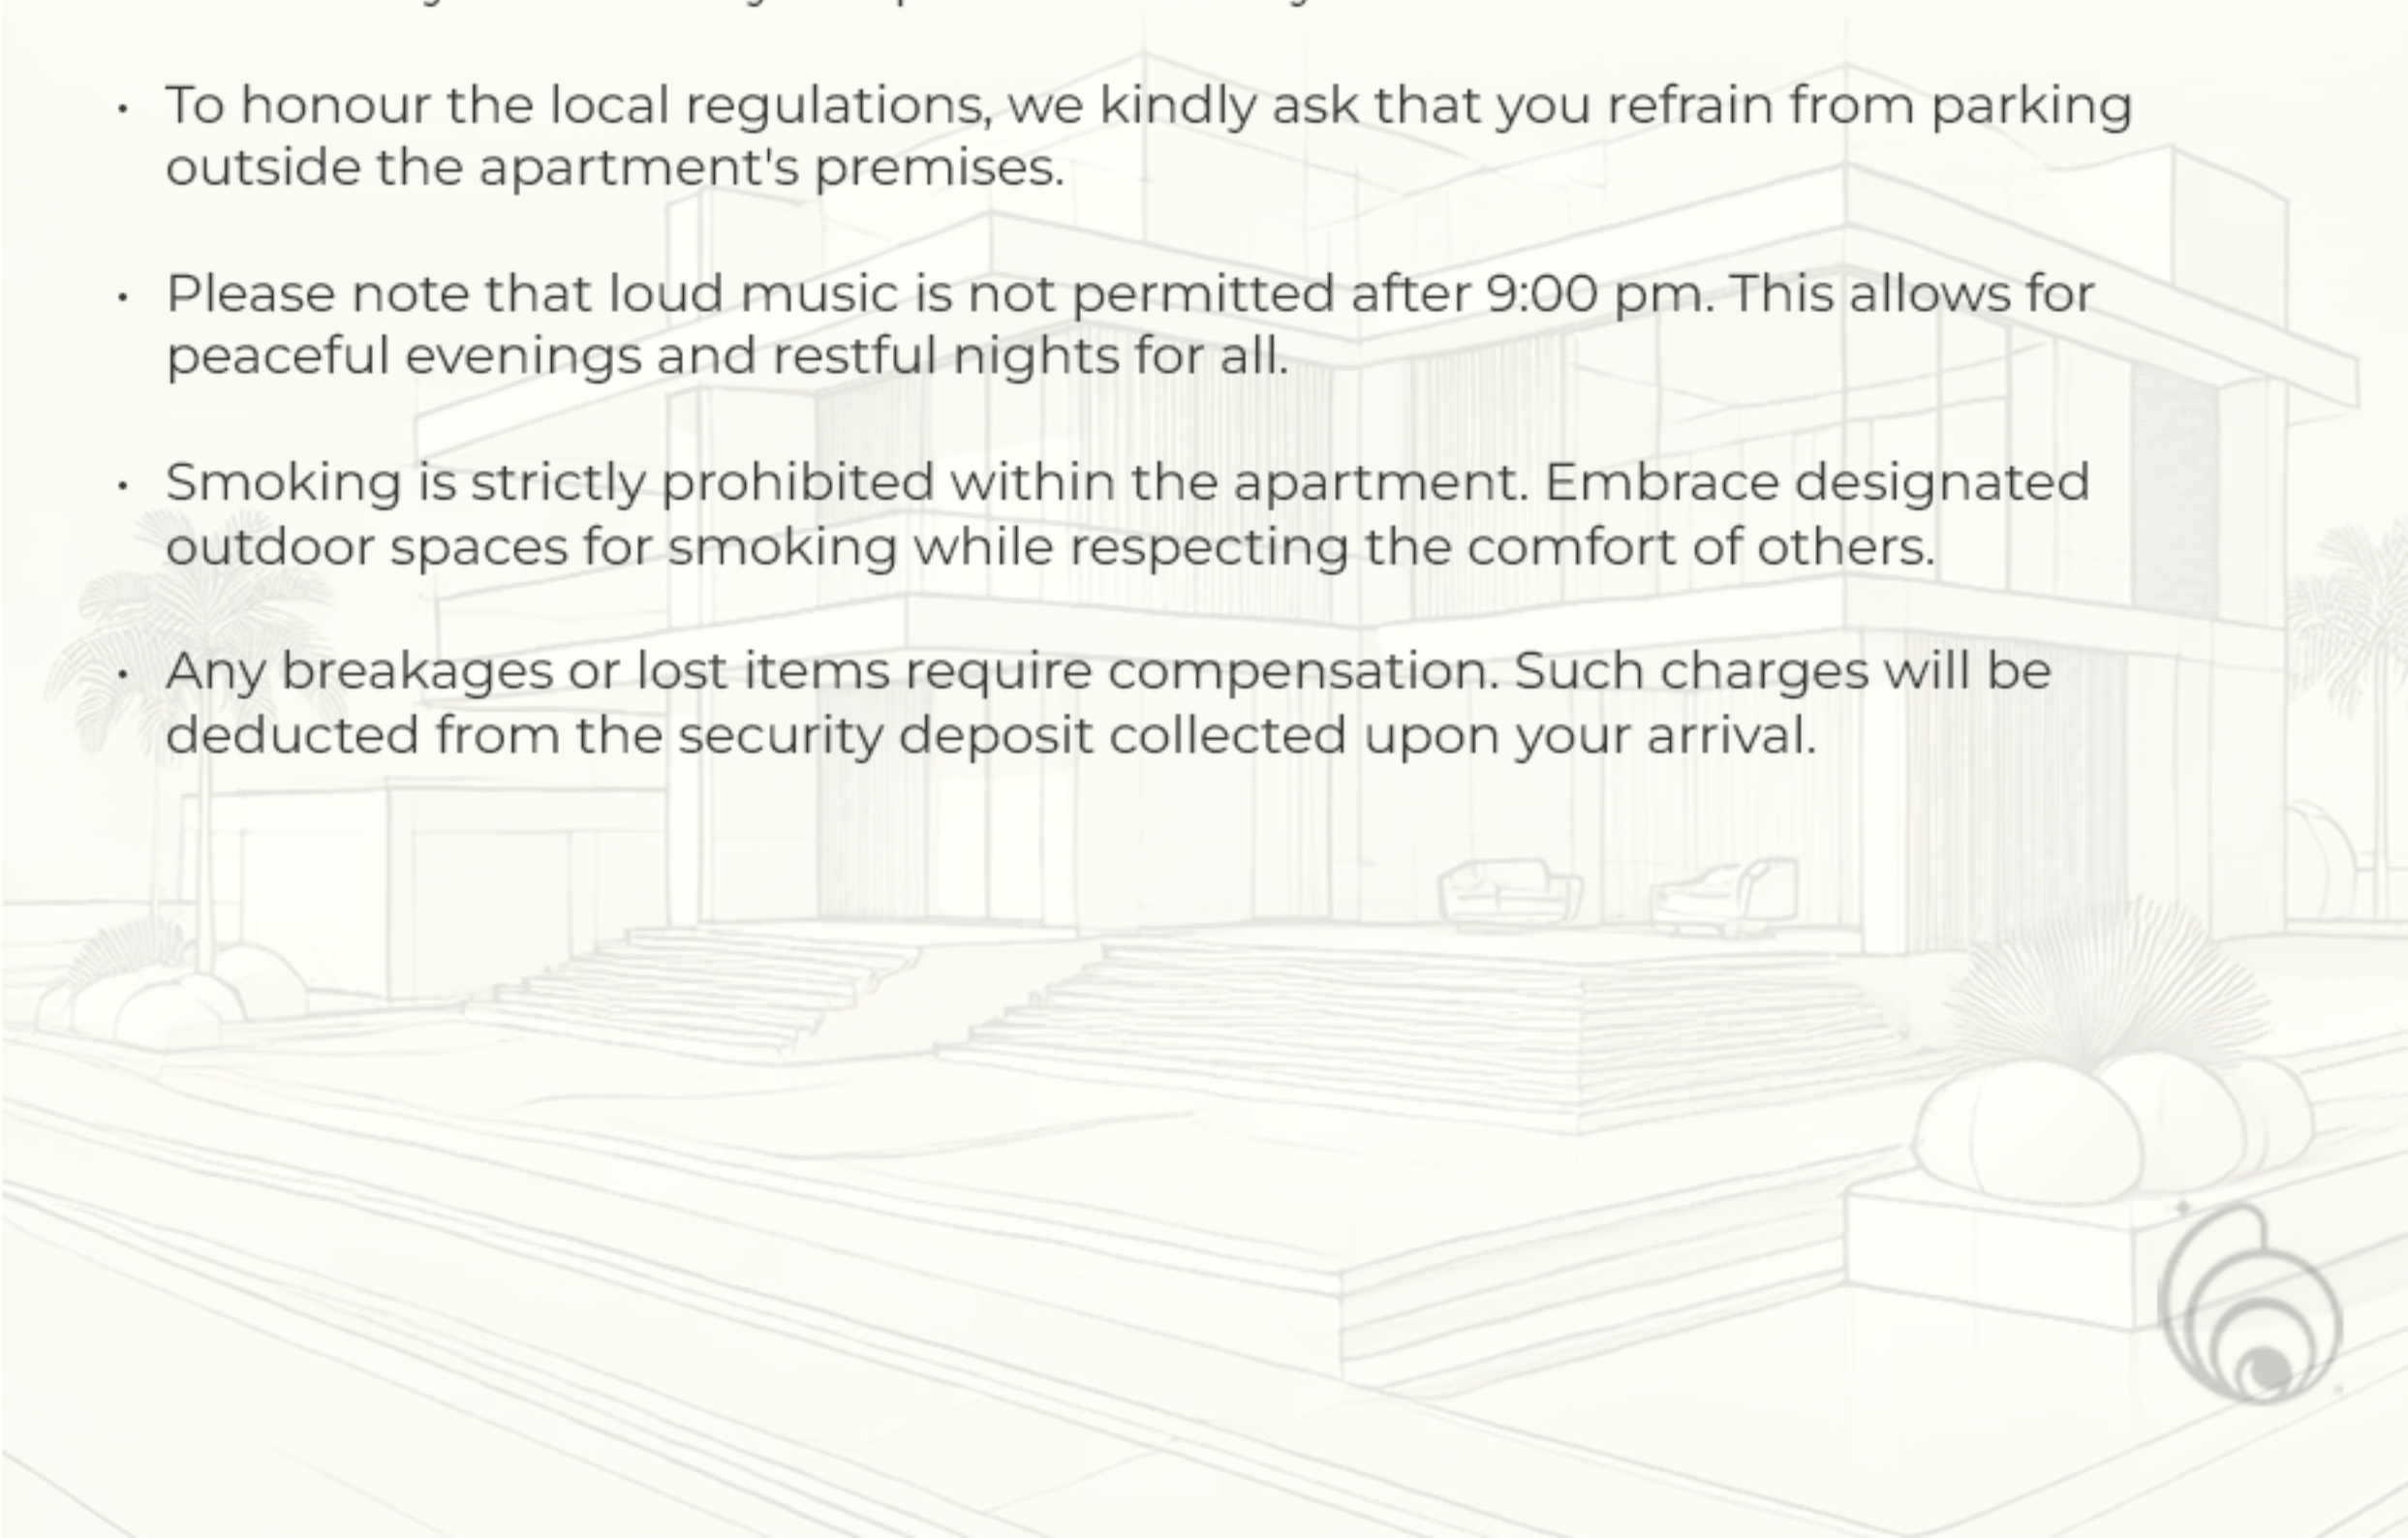 • To honour the local regulations, we kindly ask that you refrain from parking
outside the apartment's premises.
• Please note that loud music is not permitted after 9:00 pm. This allows for
peaceful evenings and restful nights for all.
• Smoking is strictly prohibited within the apartment. Embrace designated
outdoor spaces for smoking while respecting the comfort of others.
• Any breakages or lost items require compensation. Such charges will be
deducted from the security deposit collected upon your arrival.